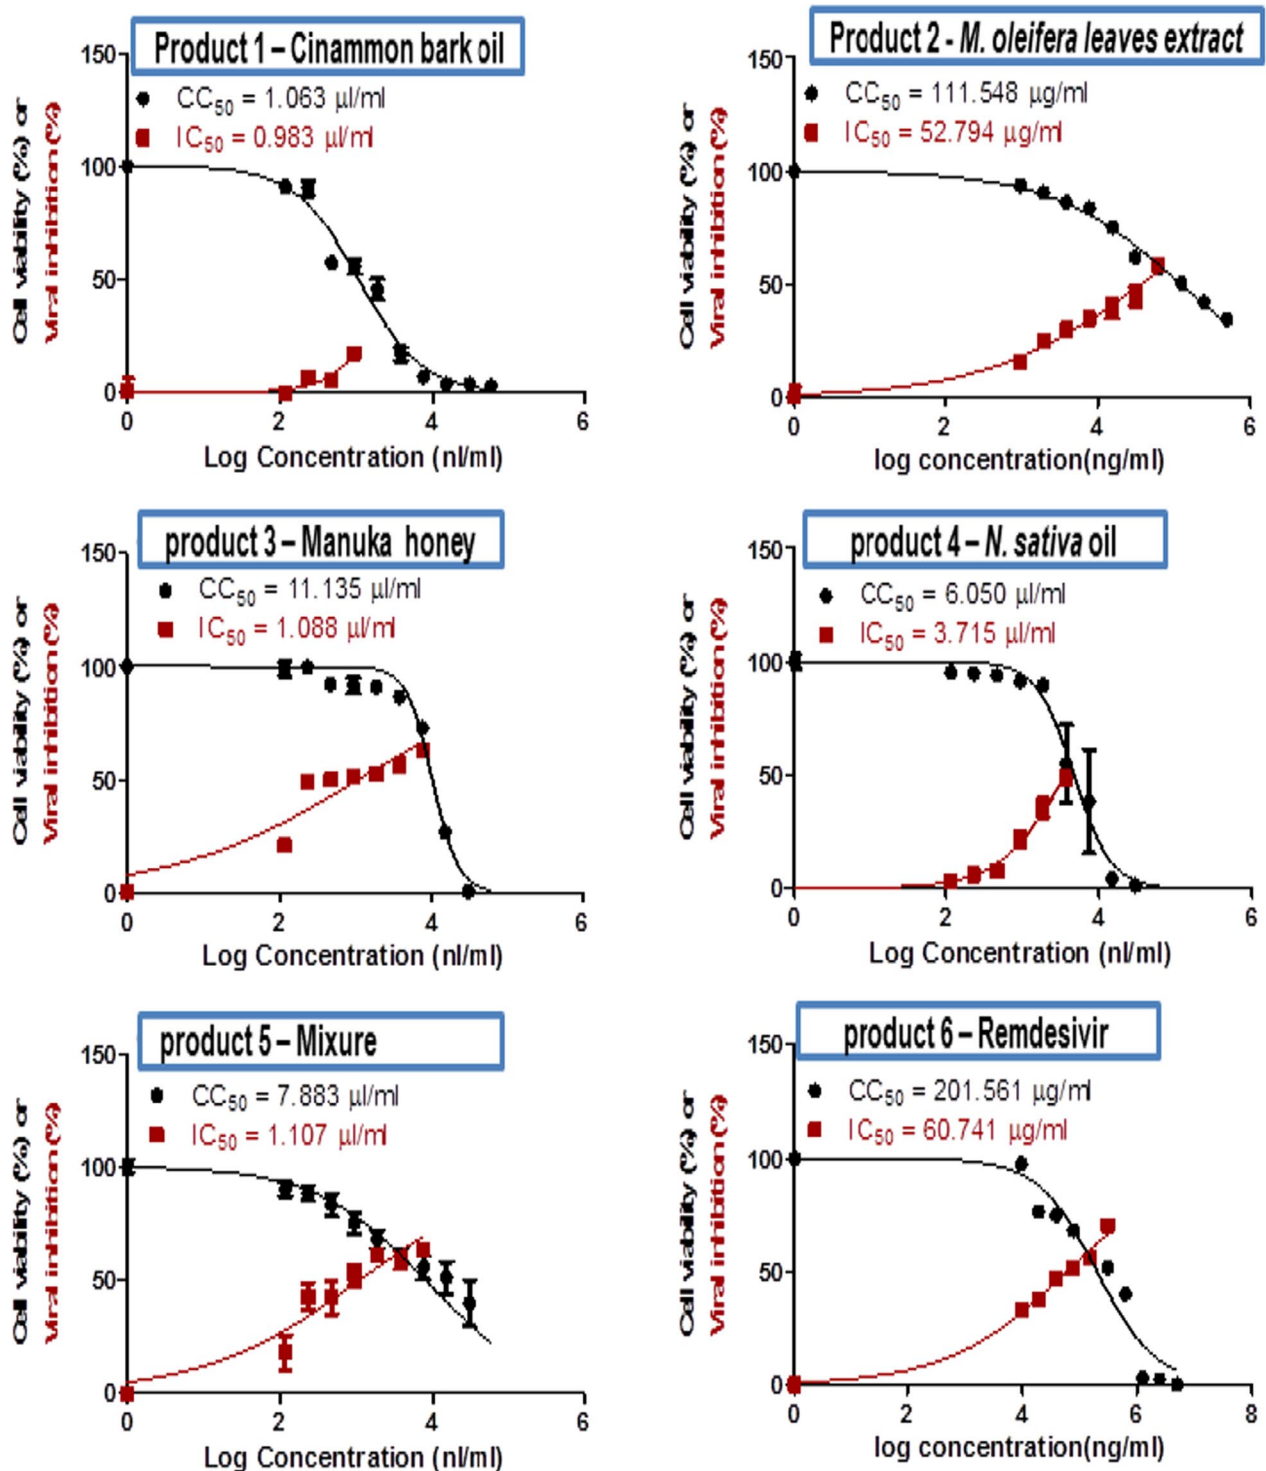 Product 1 – Cinammon bark oil
CC50 = 1.063 µl/ml
IC50 = 0.983 µl/ml
Cell viability (%) or
Viral inhibition (%)
150
100
50
0
0 2 4 6
Log Concentration (nl/ml)
Product 2 - M. oleifera leaves extract
CC50 = 111.548 µg/ml
IC50 = 52.794 µg/ml
Cell viability (%) or
Viral inhibition (%)
150
100
50
0
0 2 4 6
log concentration(ng/ml)
product 3 – Manuka honey
CC50 = 11.135 µl/ml
IC50 = 1.088 µl/ml
Cell viability (%) or
Viral inhibition (%)
150
100
50
0
0 2 4 6
Log Concentration (nl/ml)
product 4 – N. sativa oil
CC50 = 6.050 µl/ml
IC50 = 3.715 µl/ml
Cell viability (%) or
Viral inhibition (%)
150
100
50
0
0 2 4 6
Log Concentration (nl/ml)
product 5 – Mixure
CC50 = 7.883 µl/ml
IC50 = 1.107 µl/ml
Cell viability (%) or
Viral inhibition (%)
150
100
50
0
0 2 4 6
Log Concentration (nl/ml)
product 6 – Remdesivir
CC50 = 201.561 µg/ml
IC50 = 60.741 µg/ml
Cell viability (%) or
Viral inhibition (%)
150
100
50
0
0 2 4 6 8
log concentration(ng/ml)